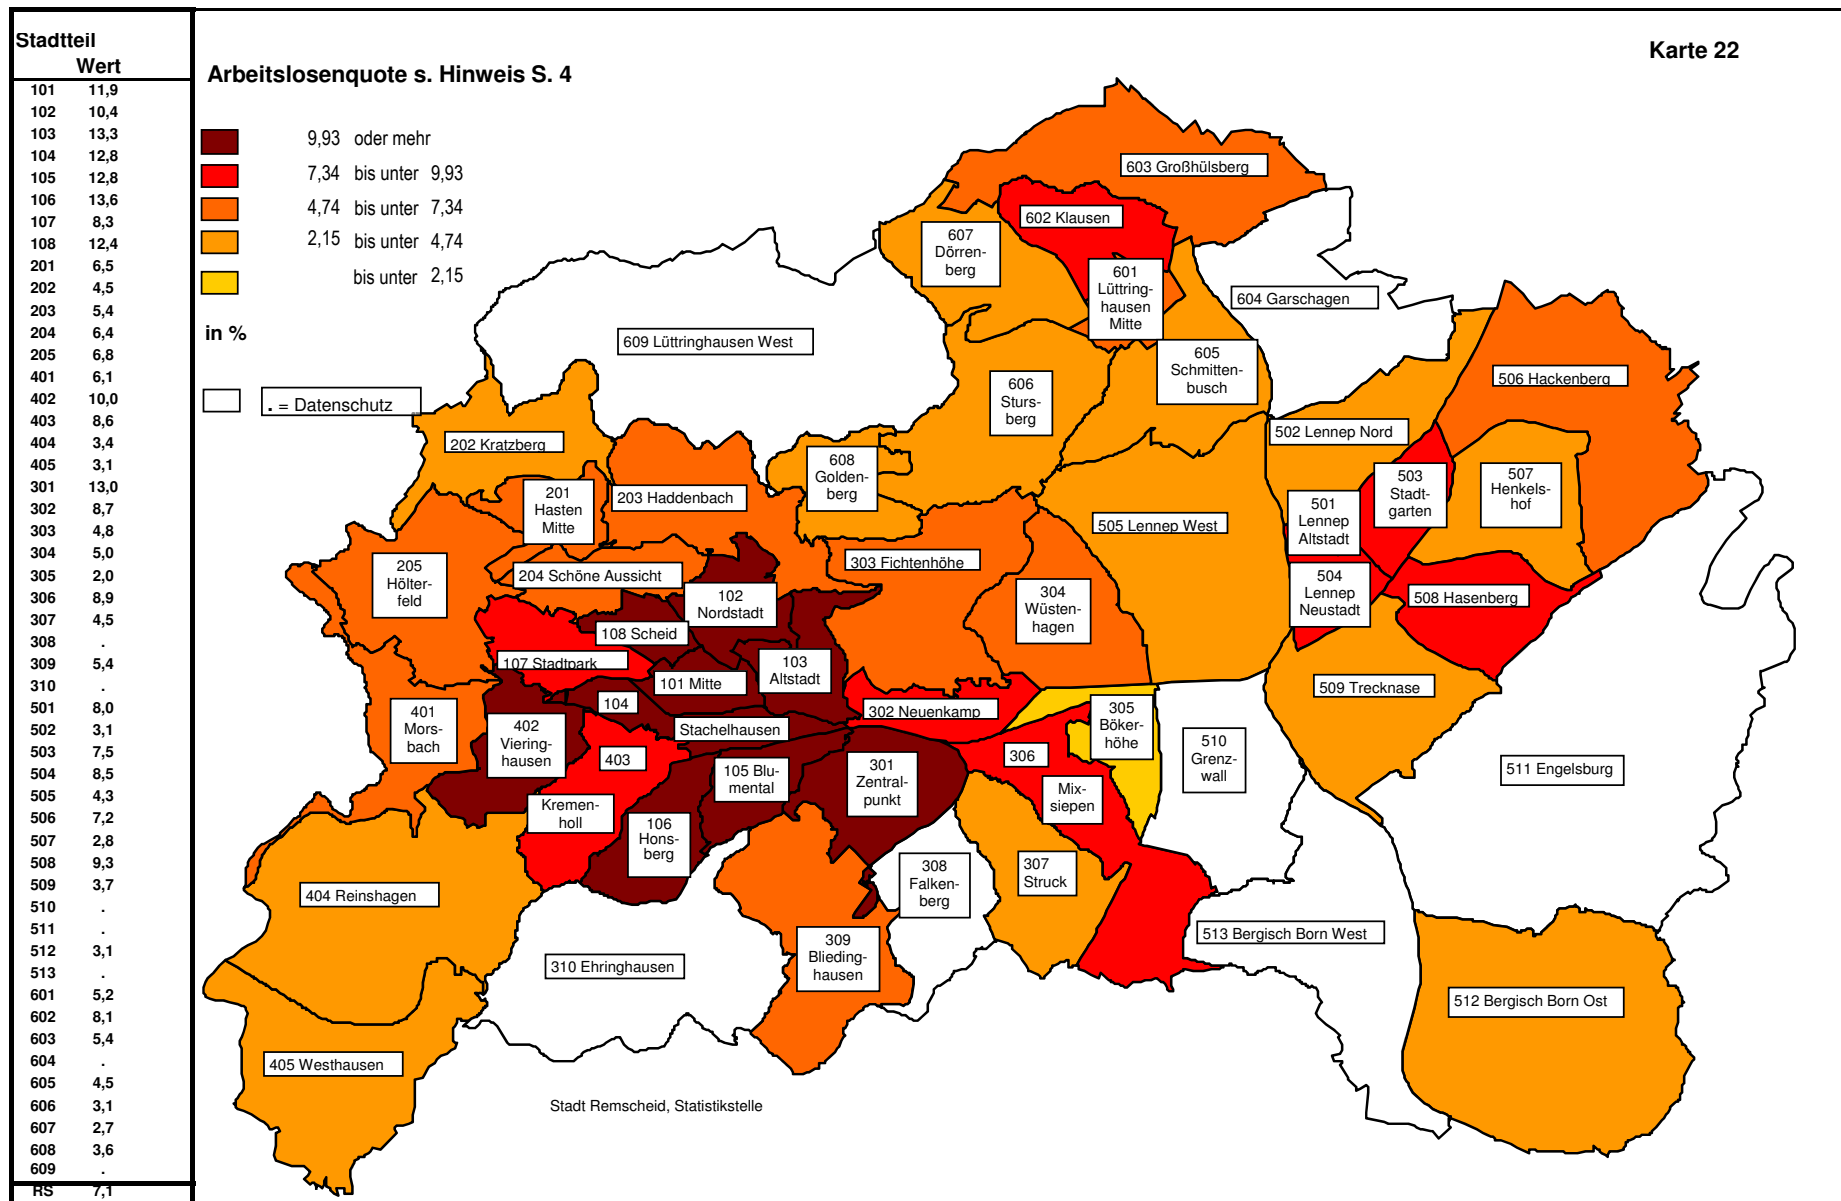 Stadtteil
Wert
101 11,9
102 10,4
103 13,3
104 12,8
105 12,8
106 13,6
107 8,3
108 12,4
201 6,5
202 4,5
203 5,4
204 6,4
205 6,8
401 6,1
402 10,0
403 8,6
404 3,4
405 3,1
301 13,0
302 8,7
303 4,8
304 5,0
305 2,0
306 8,9
307 4,5
308 .
309 5,4
310 .
501 8,0
502 3,1
503 7,5
504 8,5
505 4,3
506 7,2
507 2,8
508 9,3
509 3,7
510 .
511 .
512 3,1
513 .
601 5,2
602 8,1
603 5,4
604 .
605 4,5
606 3,1
607 2,7
608 3,6
609 .
RS 7,1
Arbeitslosenquote s. Hinweis S. 4
Karte 22
9,93 oder mehr
7,34 bis unter 9,93
4,74 bis unter 7,34
2,15 bis unter 4,74
bis unter 2,15
in %
. = Datenschutz
603 Großhülsberg
602 Klausen
607
Dörren-
berg
601
Lüttring-
hausen
Mitte
604 Garschagen
609 Lüttringhausen West
605
Schmitten-
busch
606
Sturs-
berg
506 Hackenberg
502 Lennep Nord
202 Kratzberg
608
Golden-
berg
503
Stadt-
garten
507
Henkels-
hof
201
Hasten
Mitte
203 Haddenbach
501
Lennep
Altstadt
505 Lennep West
205
Hölter-
feld
204 Schöne Aussicht
303 Fichtenhöhe
102
Nordstadt
304
Wüsten-
hagen
504
Lennep
Neustadt
508 Hasenberg
108 Scheid
107 Stadtpark
103
Altstadt
101 Mitte
509 Trecknase
104
Stachelhausen
302 Neuenkamp
305
Böker-
höhe
401
Mors-
bach
402
Viering-
hausen
403
Kremen-
holl
105 Blu-
mental
301
Zentral-
punkt
306
Mix-
siepen
510
Grenz-
wall
511 Engelsburg
106
Hons-
berg
307
Struck
308
Falken-
berg
404 Reinshagen
309
Blieding-
hausen
513 Bergisch Born West
310 Ehringhausen
512 Bergisch Born Ost
405 Westhausen
Stadt Remscheid, Statistikstelle